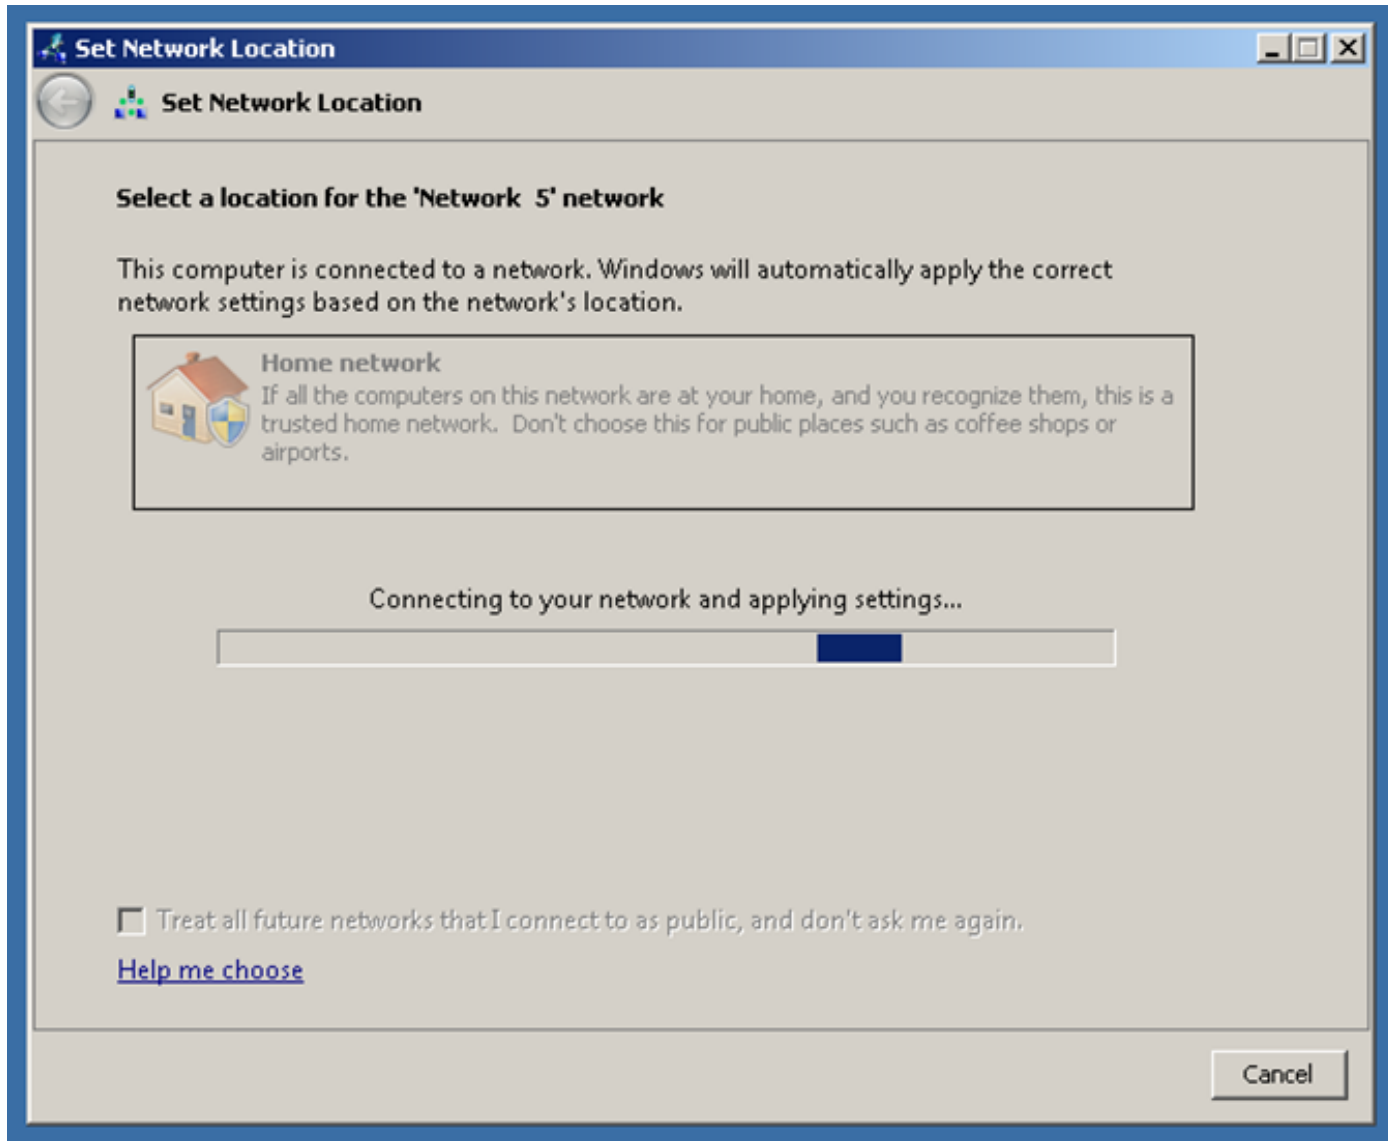 Set Network Location
Set Network Location
Select a location for the 'Network  5' network
This computer is connected to a network. Windows will automatically apply the correct
network settings based on the network's location.
Home network
If all the computers on this network are at your home, and you recognize them, this is a
trusted home network.  Don't choose this for public places such as coffee shops or
airports.
Connecting to your network and applying settings...
Treat all future networks that I connect to as public, and don't ask me again.
Help me choose
Cancel